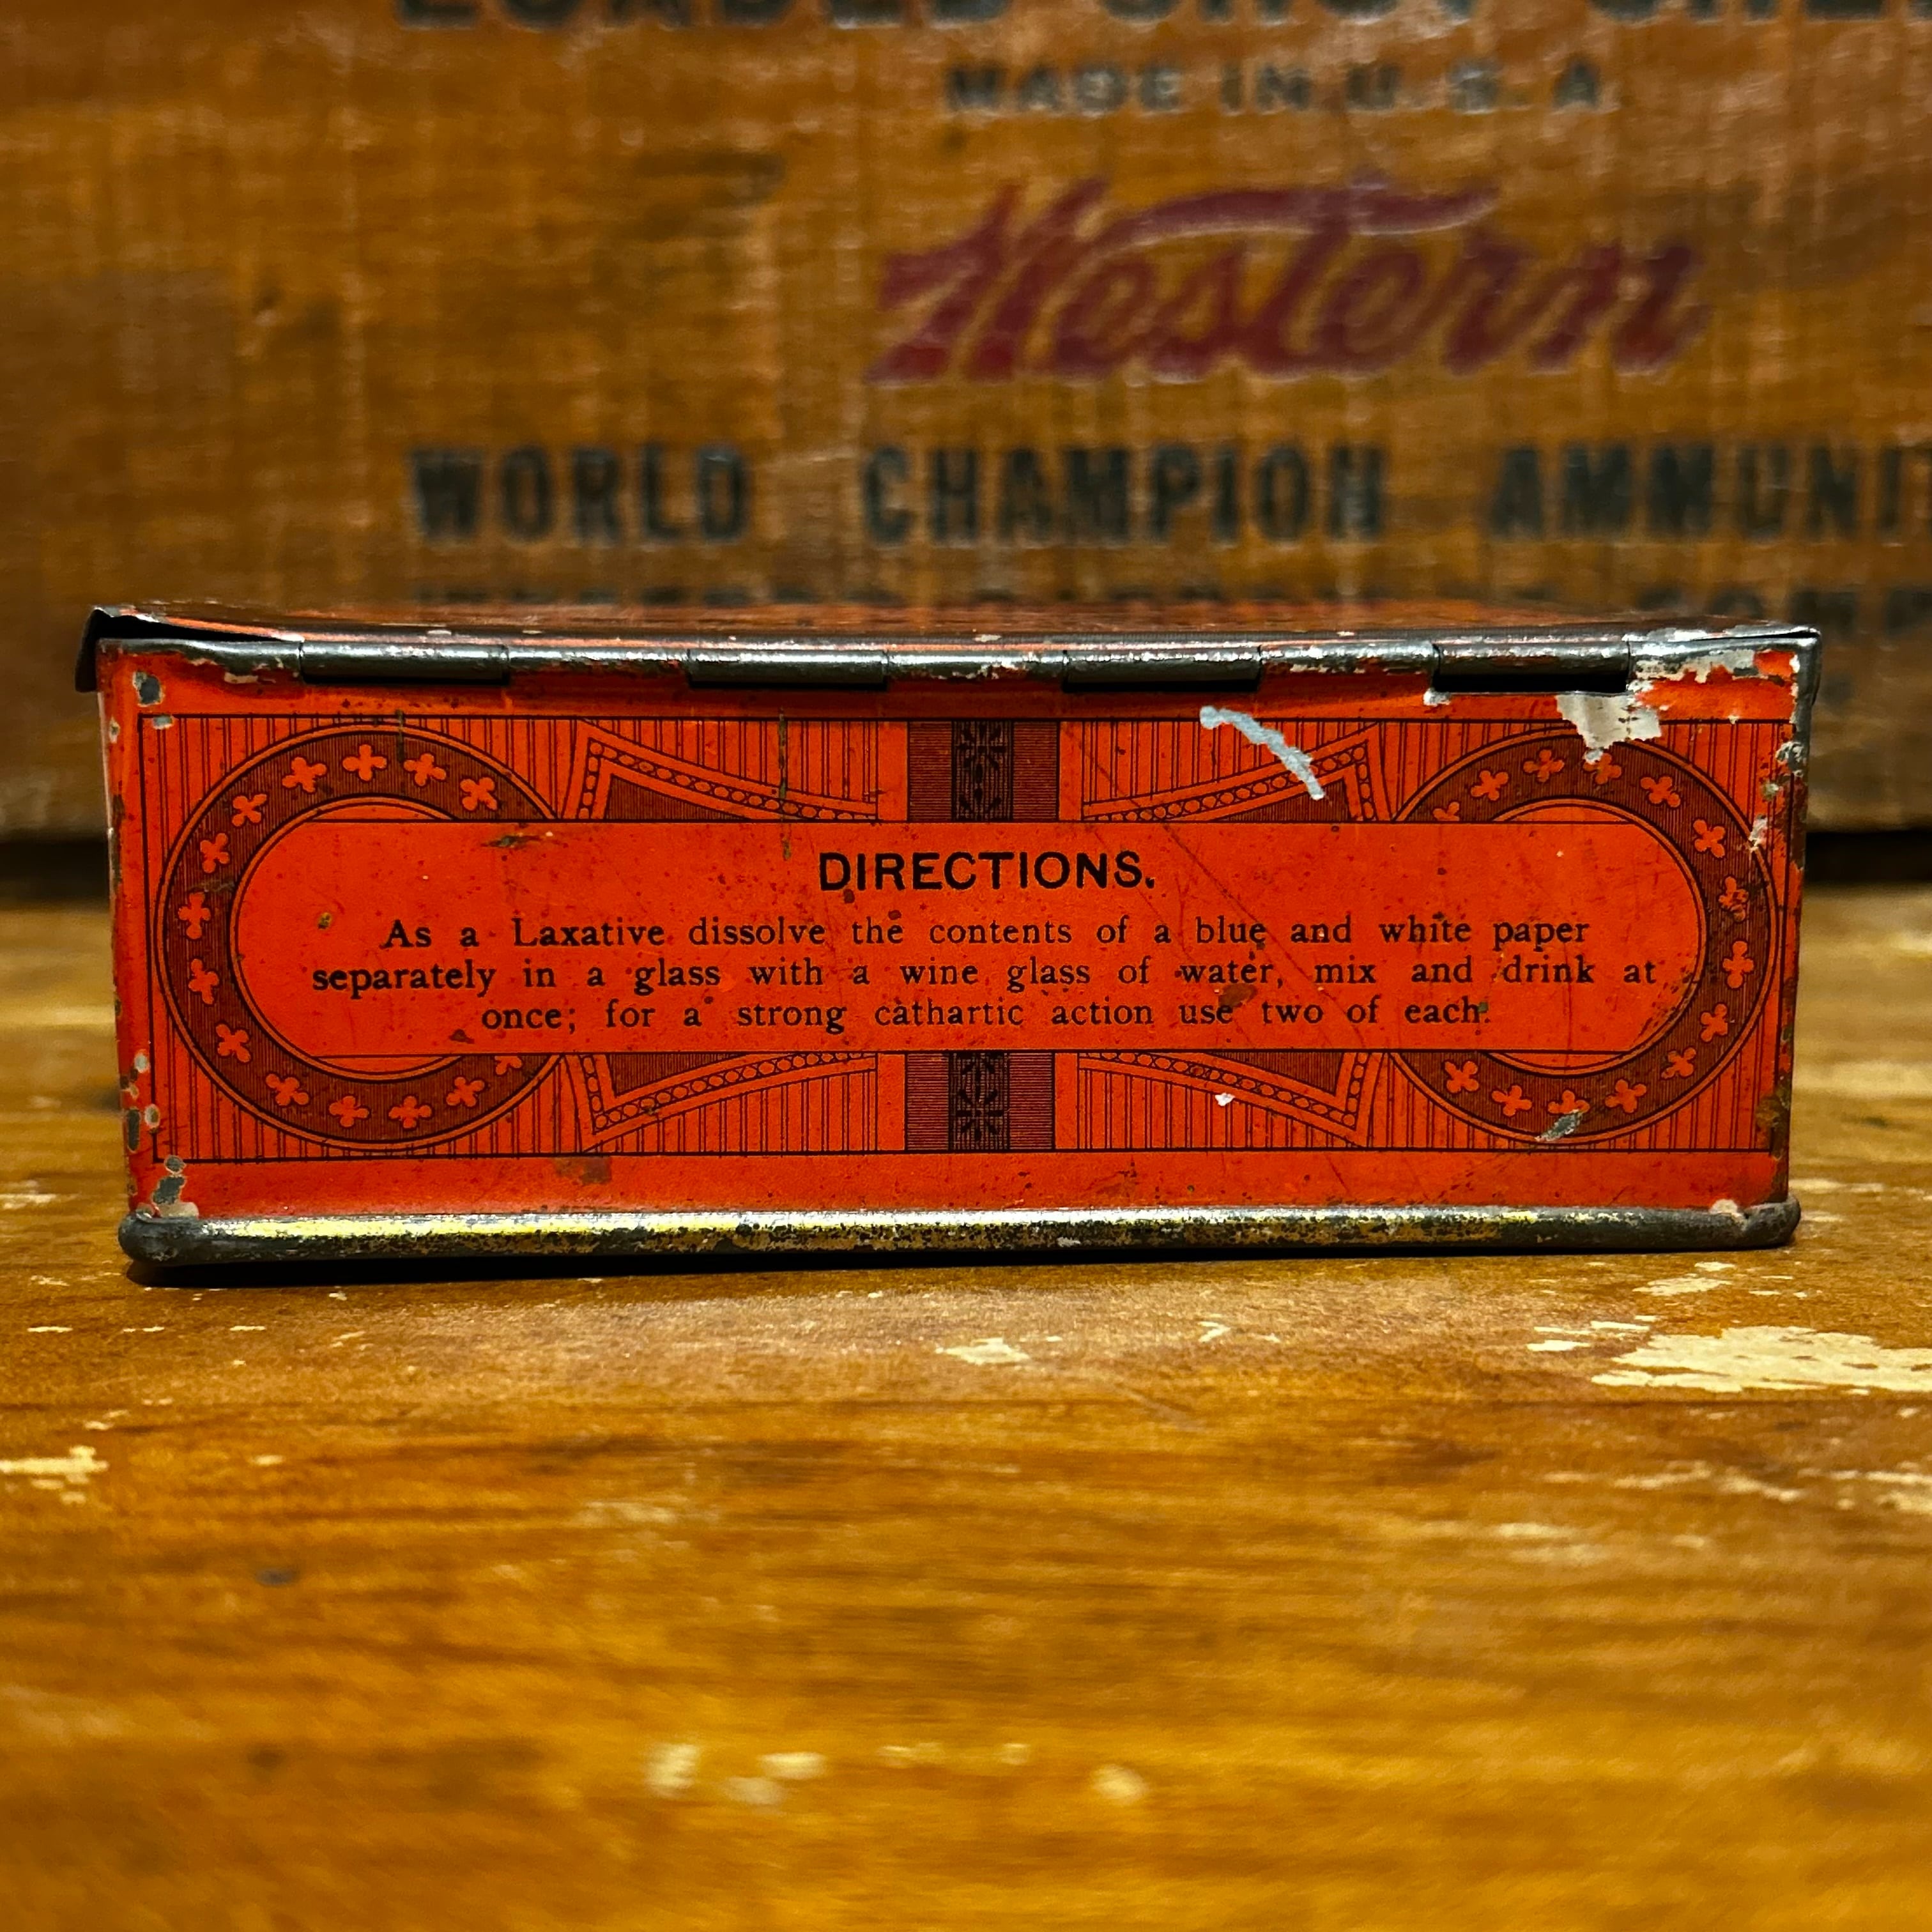 MADE IN U.S.A
Western
WORLD CHAMPION
DIRECTIONS.
As a Laxative dissolve the contents of a blue and white paper
separately in a glass with a wine glass of water, mix and drink at
once; for a strong cathartic action use two of each.